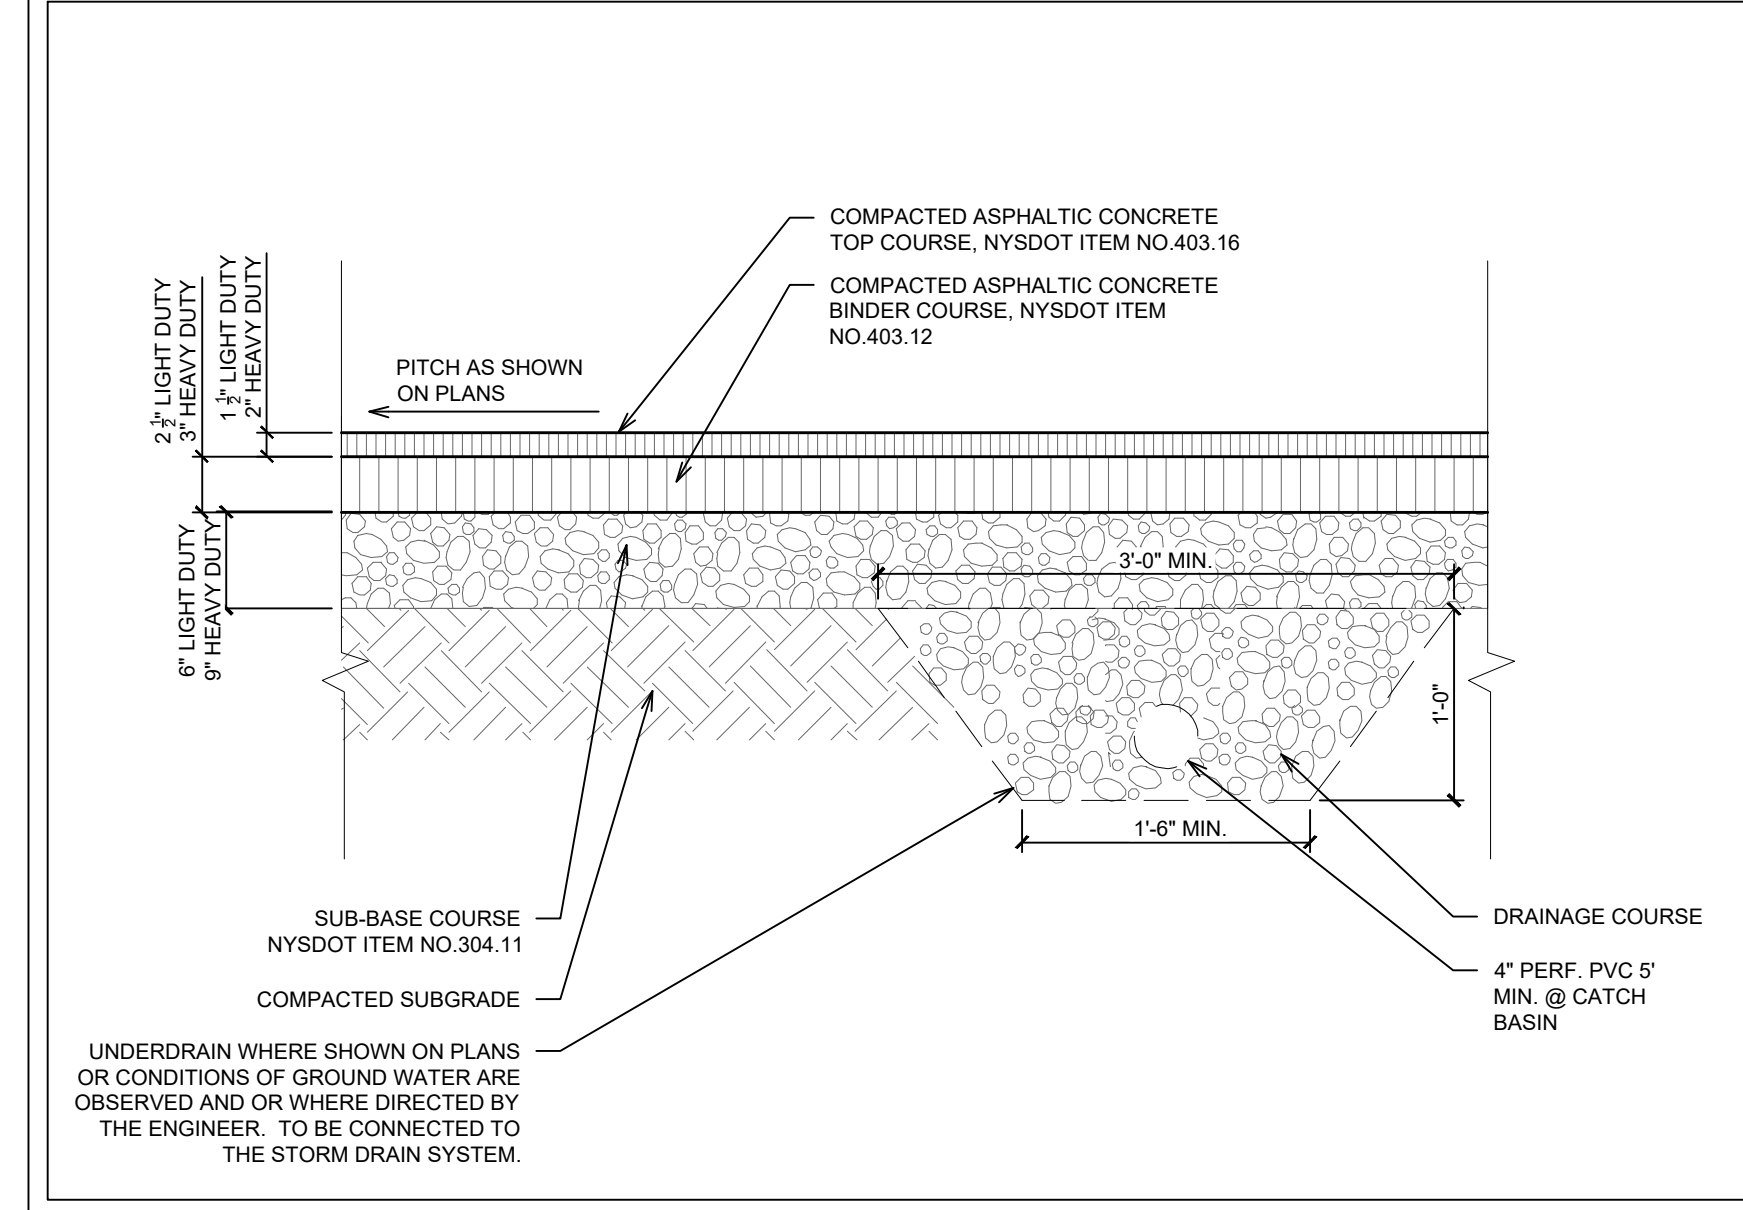 COMPACTED ASPHALTIC CONCRETE
TOP COURSE, NYSDOT ITEM NO.403.16
COMPACTED ASPHALTIC CONCRETE
BINDER COURSE, NYSDOT ITEM
NO.403.12
PITCH AS SHOWN
ON PLANS
2 1/2" LIGHT DUTY
3" HEAVY DUTY
1 1/2" LIGHT DUTY
2" HEAVY DUTY
6" LIGHT DUTY
9" HEAVY DUTY
3'-0" MIN.
1'-0"
1'-6" MIN.
SUB-BASE COURSE
NYSDOT ITEM NO.304.11
COMPACTED SUBGRADE
UNDERDRAIN WHERE SHOWN ON PLANS
OR CONDITIONS OF GROUND WATER ARE
OBSERVED AND OR WHERE DIRECTED BY
THE ENGINEER. TO BE CONNECTED TO
THE STORM DRAIN SYSTEM.
DRAINAGE COURSE
4" PERF. PVC 5'
MIN. @ CATCH
BASIN